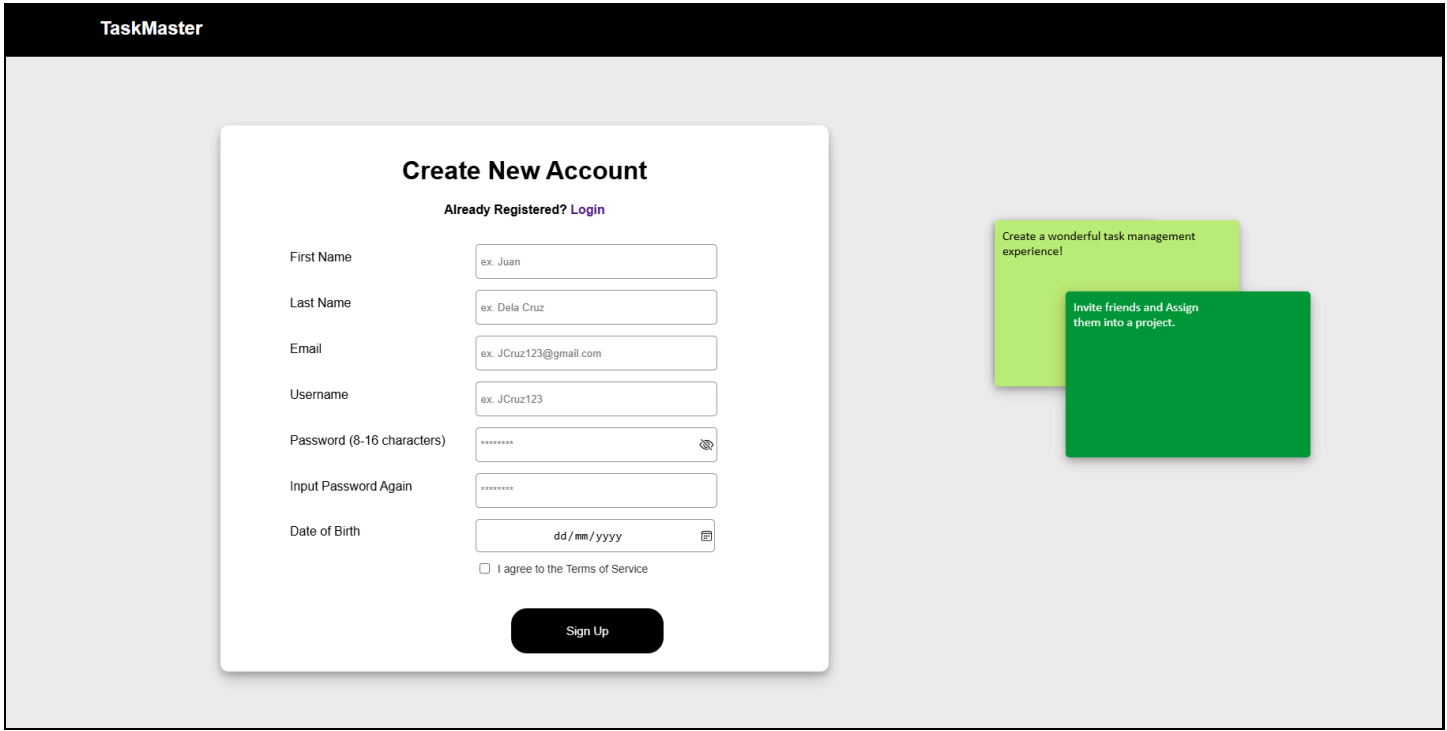 TaskMaster
Create New Account
Already Registered? Login
First Name
ex. Juan
Last Name
ex. Dela Cruz
Email
ex. JCruz123@gmail.com
Username
ex. JCruz123
Password (8-16 characters)
********
Input Password Again
********
Date of Birth
dd/mm/yyyy
I agree to the Terms of Service
Sign Up
Create a wonderful task management
experience!
Invite friends and Assign
them into a project.